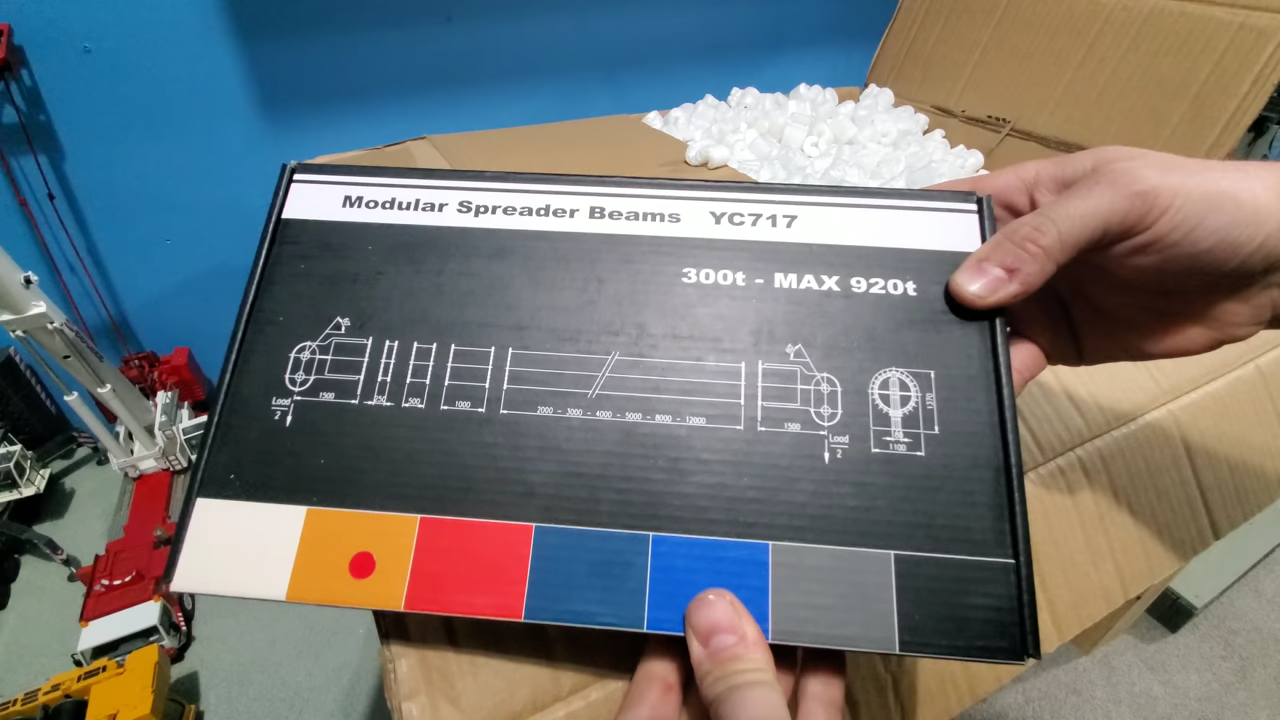 Modular Spreader Beams YC717
300t - MAX 920t
Load
2
1500
250
500
1000
2000 - 3000 - 4000 - 5000 - 8000 - 12000
1500
Load
2
1370
1100